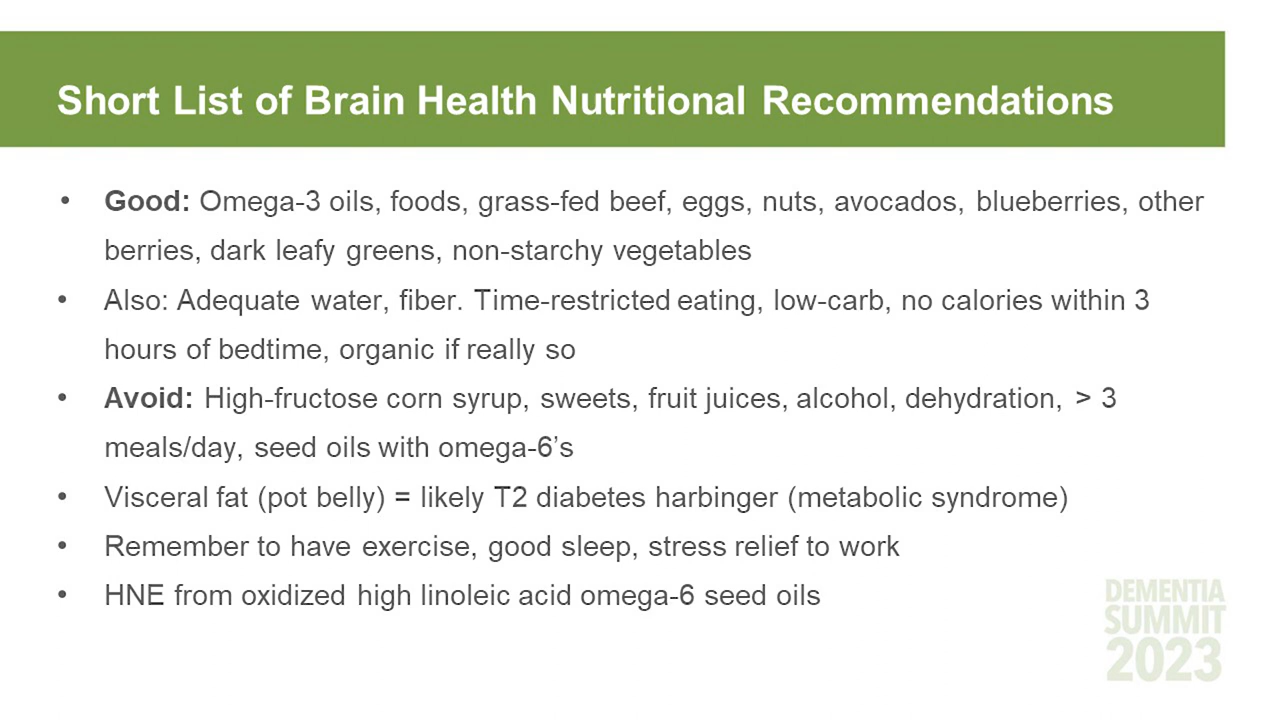 Short List of Brain Health Nutritional Recommendations
• Good: Omega-3 oils, foods, grass-fed beef, eggs, nuts, avocados, blueberries, other
berries, dark leafy greens, non-starchy vegetables
• Also: Adequate water, fiber. Time-restricted eating, low-carb, no calories within 3
hours of bedtime, organic if really so
• Avoid: High-fructose corn syrup, sweets, fruit juices, alcohol, dehydration, > 3
meals/day, seed oils with omega-6’s
• Visceral fat (pot belly) = likely T2 diabetes harbinger (metabolic syndrome)
• Remember to have exercise, good sleep, stress relief to work
• HNE from oxidized high linoleic acid omega-6 seed oils
DEMENTIA
SUMMIT
2023